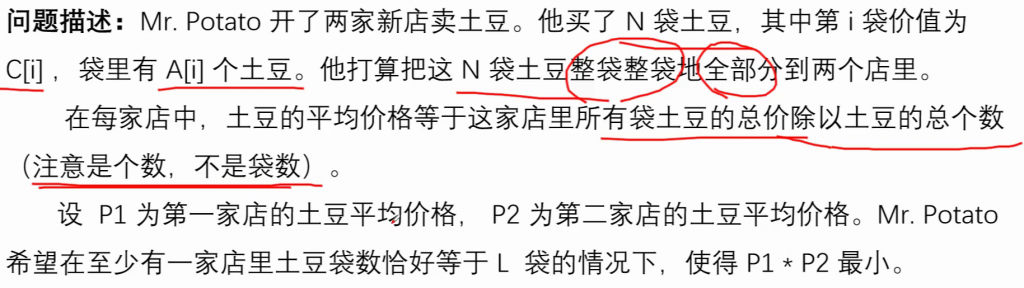 问题描述：Mr. Potato 开了两家新店卖土豆。他买了 N 袋土豆，其中第 i 袋价值为
C[i] ，袋里有 A[i] 个土豆。他打算把这 N 袋土豆整袋整袋地全部分到两个店里。
在每家店中，土豆的平均价格等于这家店里所有袋土豆的总价除以土豆的总个数
（注意是个数，不是袋数）。
设 P1 为第一家店的土豆平均价格， P2 为第二家店的土豆平均价格。Mr. Potato
希望在至少有一家店里土豆袋数恰好等于 L 袋的情况下，使得 P1 * P2 最小。